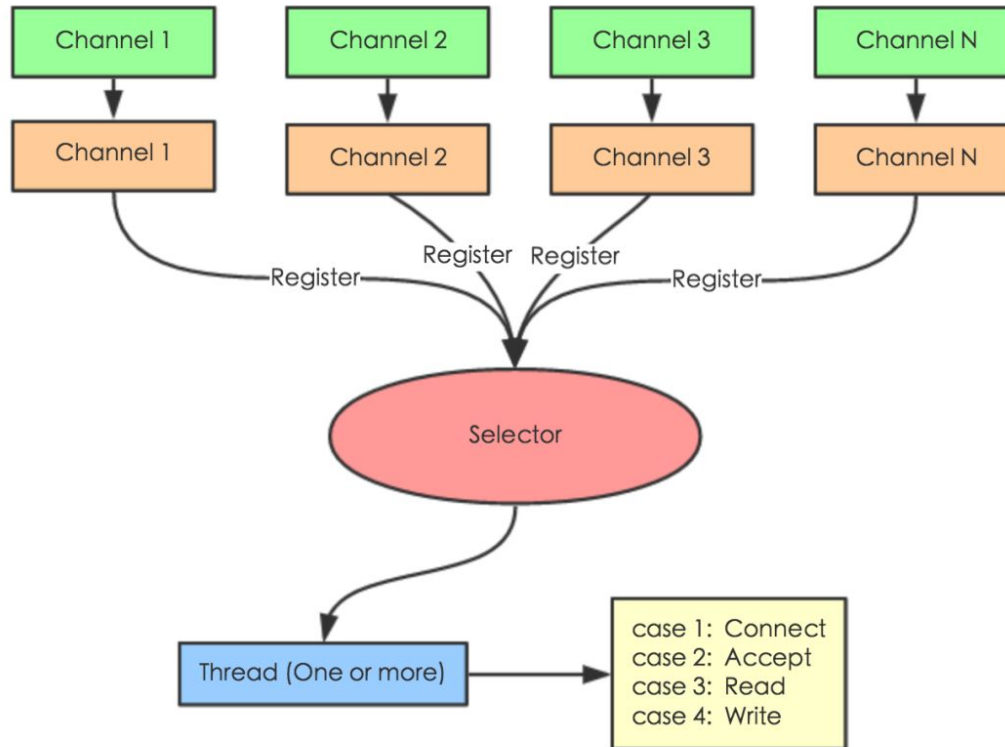 Channel 1
Channel 2
Channel 3
Channel N
Channel 1
Channel 2
Channel 3
Channel N
Register
Register
Register
Register
Selector
Thread (One or more)
case 1: Connect
case 2: Accept
case 3: Read
case 4: Write